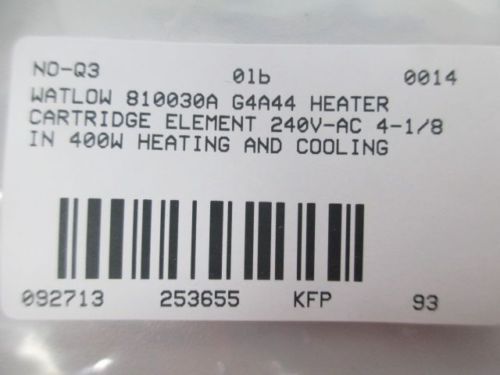 NO-Q3 01b 0014
WATLOW 810030A G4A44 HEATER
CARTRIDGE ELEMENT 240V-AC 4-1/8
IN 400W HEATING AND COOLING
092713 253655 KFP 93